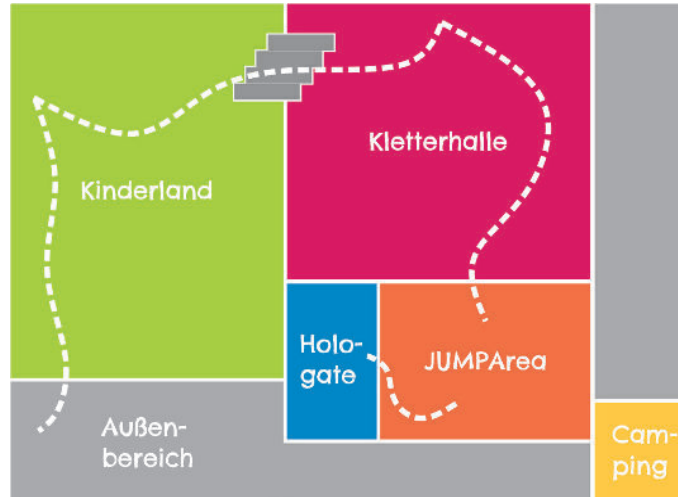 Kletterhalle
Kinderland
Holo-
gate
JUMPArea
Außen-
bereich
Cam-
ping